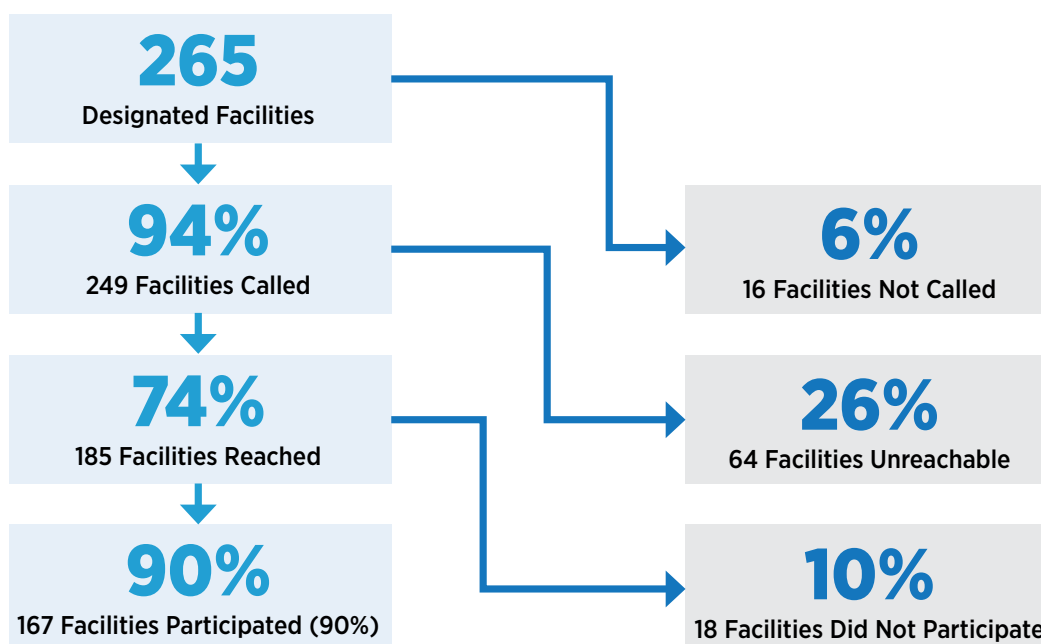 265
Designated Facilities
94%
249 Facilities Called
6%
16 Facilities Not Called
74%
185 Facilities Reached
26%
64 Facilities Unreachable
90%
167 Facilities Participated (90%)
10%
18 Facilities Did Not Participate